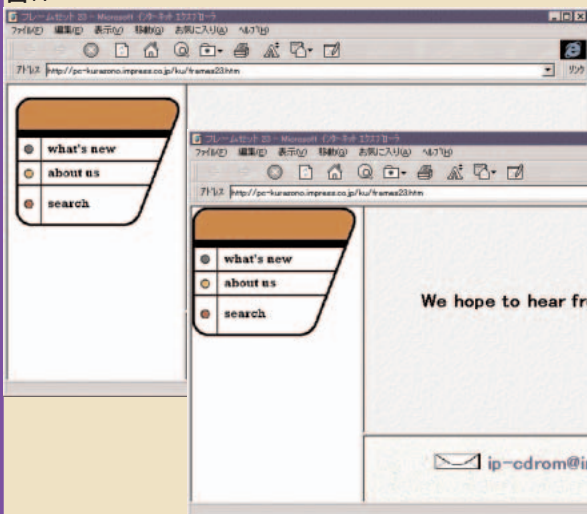 フレームセット 23 - Microsoft インターネット エクスプローラ
ファイル(F) 編集(E) 表示(V) 移動(G) お気に入り(A) ヘルプ(H)
アドレス http://pc-kurazono.impress.co.jp/ku/frames23.htm リンク
what's new
about us
search
フレームセット 23 - Microsoft インターネット エクスプローラ
ファイル(F) 編集(E) 表示(V) 移動(G) お気に入り(A) ヘルプ(H)
アドレス http://pc-kurazono.impress.co.jp/ku/frames23.htm
what's new
about us
search
We hope to hear fr
ip-cdrom@i